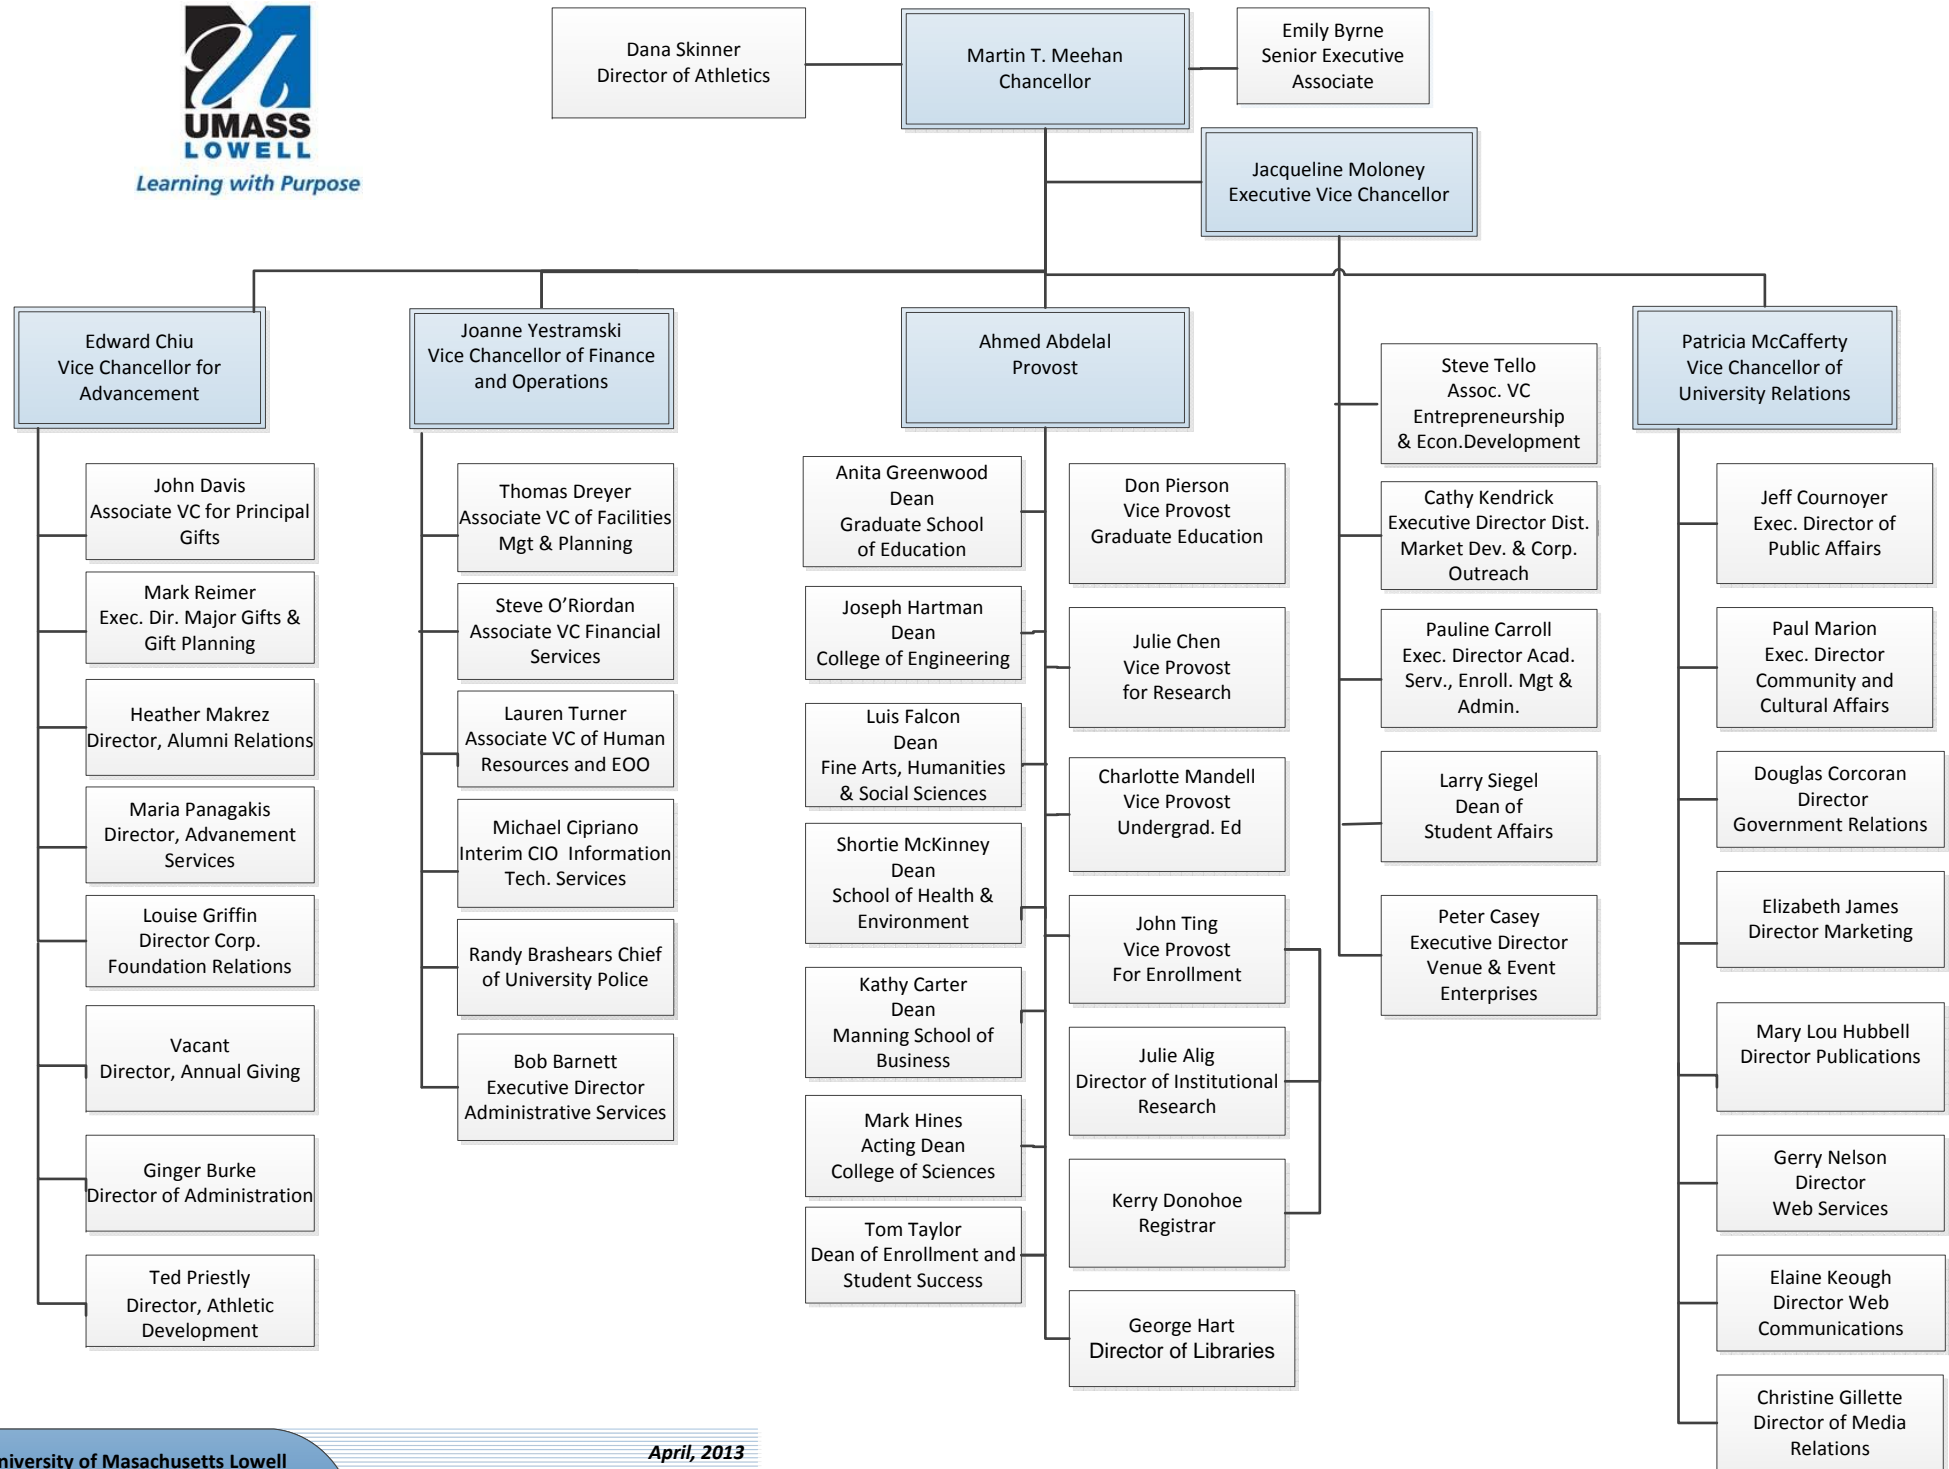 UMASS
LOWELL
Learning with Purpose
Dana Skinner
Director of Athletics
Martin T. Meehan
Chancellor
Emily Byrne
Senior Executive
Associate
Jacqueline Moloney
Executive Vice Chancellor
Edward Chiu
Vice Chancellor for
Advancement
Joanne Yestramski
Vice Chancellor of Finance
and Operations
Ahmed Abdelal
Provost
Patricia McCafferty
Vice Chancellor of
University Relations
John Davis
Associate VC for Principal
Gifts
Mark Reimer
Exec. Dir. Major Gifts &
Gift Planning
Heather Makrez
Director, Alumni Relations
Maria Panagakis
Director, Advanement
Services
Louise Griffin
Director Corp.
Foundation Relations
Vacant
Director, Annual Giving
Ginger Burke
Director of Administration
Ted Priestly
Director, Athletic
Development
Thomas Dreyer
Associate VC of Facilities
Mgt & Planning
Steve O’Riordan
Associate VC Financial
Services
Lauren Turner
Associate VC of Human
Resources and EOO
Michael Cipriano
Interim CIO Information
Tech. Services
Randy Brashears Chief
of University Police
Bob Barnett
Executive Director
Administrative Services
Anita Greenwood
Dean
Graduate School
of Education
Joseph Hartman
Dean
College of Engineering
Luis Falcon
Dean
Fine Arts, Humanities
& Social Sciences
Shortie McKinney
Dean
School of Health &
Environment
Kathy Carter
Dean
Manning School of
Business
Mark Hines
Acting Dean
College of Sciences
Tom Taylor
Dean of Enrollment and
Student Success
Don Pierson
Vice Provost
Graduate Education
Julie Chen
Vice Provost
for Research
Charlotte Mandell
Vice Provost
Undergrad. Ed
John Ting
Vice Provost
For Enrollment
Julie Alig
Director of Institutional
Research
Kerry Donohoe
Registrar
George Hart
Director of Libraries
Steve Tello
Assoc. VC
Entrepreneurship
& Econ.Development
Cathy Kendrick
Executive Director Dist.
Market Dev. & Corp.
Outreach
Pauline Carroll
Exec. Director Acad.
Serv., Enroll. Mgt &
Admin.
Larry Siegel
Dean of
Student Affairs
Peter Casey
Executive Director
Venue & Event
Enterprises
Jeff Cournoyer
Exec. Director of
Public Affairs
Paul Marion
Exec. Director
Community and
Cultural Affairs
Douglas Corcoran
Director
Government Relations
Elizabeth James
Director Marketing
Mary Lou Hubbell
Director Publications
Gerry Nelson
Director
Web Services
Elaine Keough
Director Web
Communications
Christine Gillette
Director of Media
Relations
niversity of Masachusetts Lowell
April, 2013